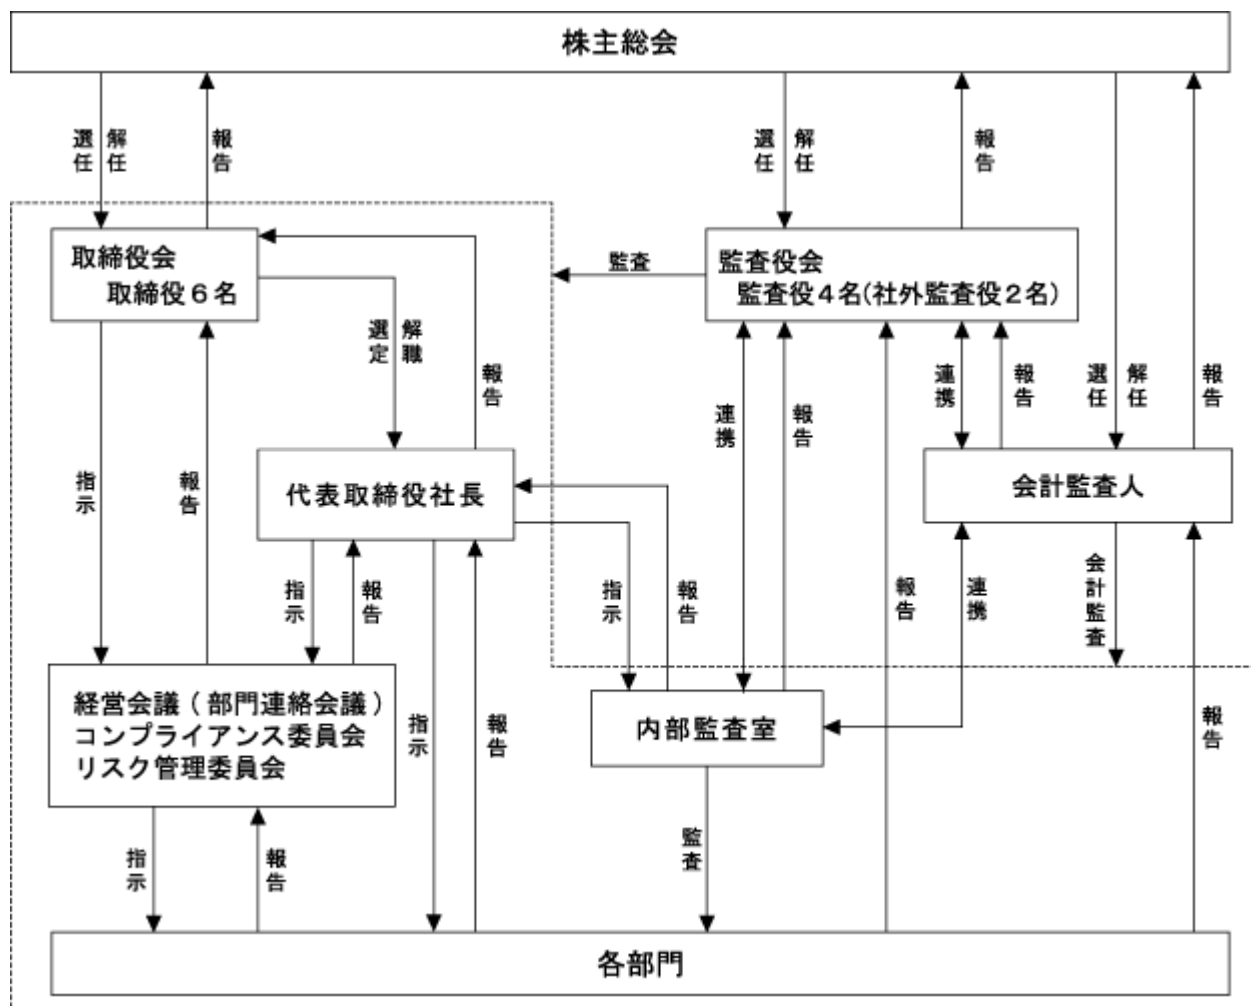 株主総会
選任
解任
報告
選任
解任
報告
取締役会
取締役６名
監査
監査役会
監査役４名(社外監査役２名)
選定
解職
報告
連携
報告
連携
報告
選任
解任
報告
指示
報告
代表取締役社長
会計監査人
指示
報告
指示
報告
報告
連携
会計監査
経営会議（部門連絡会議）
コンプライアンス委員会
リスク管理委員会
指示
報告
内部監査室
報告
指示
報告
監査
各部門